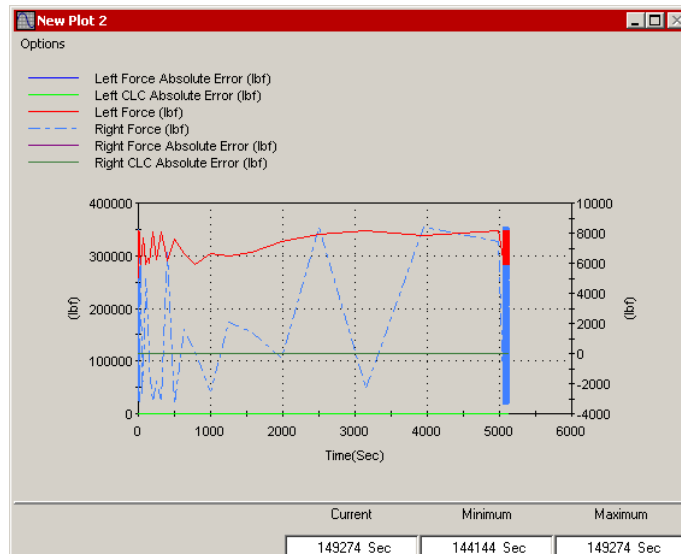 New Plot 2
Options
Left Force Absolute Error (lbf)
Left CLC Absolute Error (lbf)
Left Force (lbf)
Right Force (lbf)
Right Force Absolute Error (lbf)
Right CLC Absolute Error (lbf)
400000
300000
200000
100000
0
(lbf)
10000
8000
6000
4000
2000
0
-2000
-4000
(lbf)
0 1000 2000 3000 4000 5000 6000
Time(Sec)
Current Minimum Maximum
149274 Sec 144144 Sec 149274 Sec